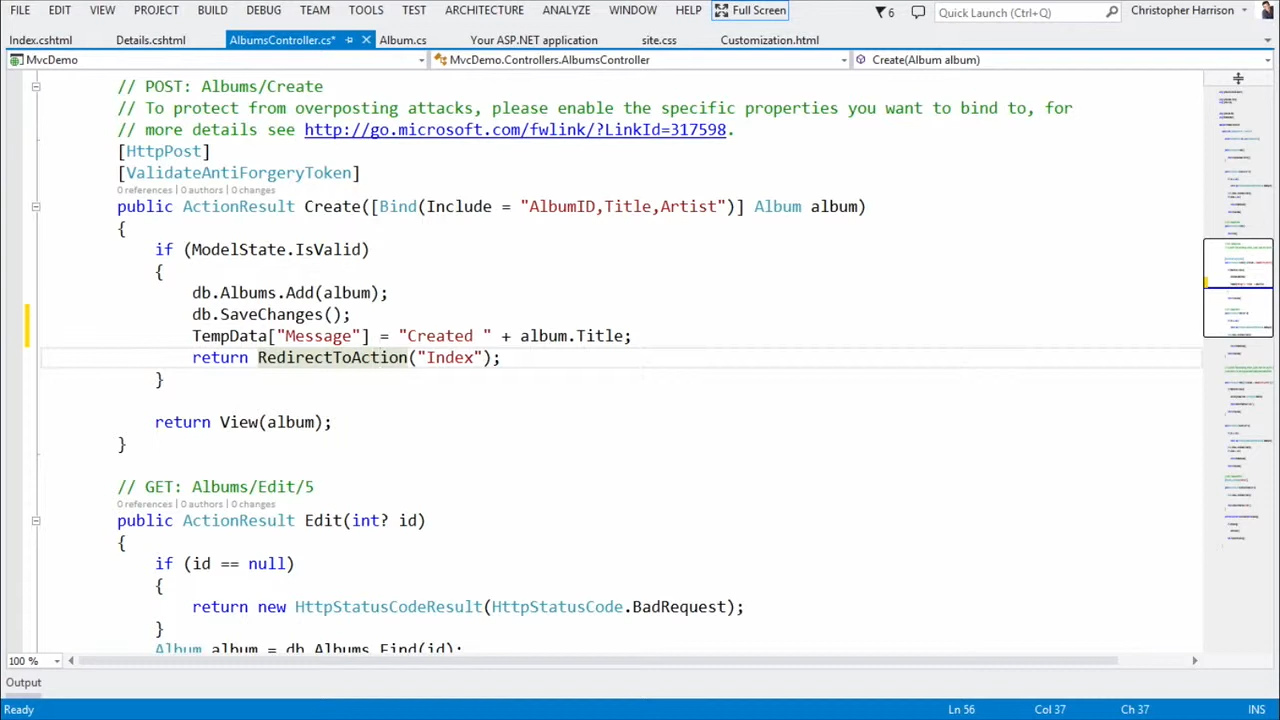 FILE EDIT VIEW PROJECT BUILD DEBUG TEAM TOOLS TEST ARCHITECTURE ANALYZE WINDOW HELP Full Screen 6 Quick Launch (Ctrl+Q) Christopher Harrison
Index.cshtml Details.cshtml AlbumsController.cs* Album.cs Your ASP.NET application site.css Customization.html
MvcDemo MvcDemo.Controllers.AlbumsController Create(Album album)
// POST: Albums/Create
// To protect from overposting attacks, please enable the specific properties you want to bind to, for
// more details see http://go.microsoft.com/fwlink/?LinkId=317598.
[HttpPost]
[ValidateAntiForgeryToken]
0 references | 0 authors | 0 changes
public ActionResult Create([Bind(Include = "AlbumID,Title,Artist")] Album album)
{
if (ModelState.IsValid)
{
db.Albums.Add(album);
db.SaveChanges();
TempData["Message"] = "Created " + album.Title;
return RedirectToAction("Index");
}
return View(album);
}
// GET: Albums/Edit/5
0 references | 0 authors | 0 changes
public ActionResult Edit(int? id)
{
if (id == null)
{
return new HttpStatusCodeResult(HttpStatusCode.BadRequest);
}
Album album = db.Albums.Find(id);
100 %
Output
Ready Ln 56 Col 37 Ch 37 INS